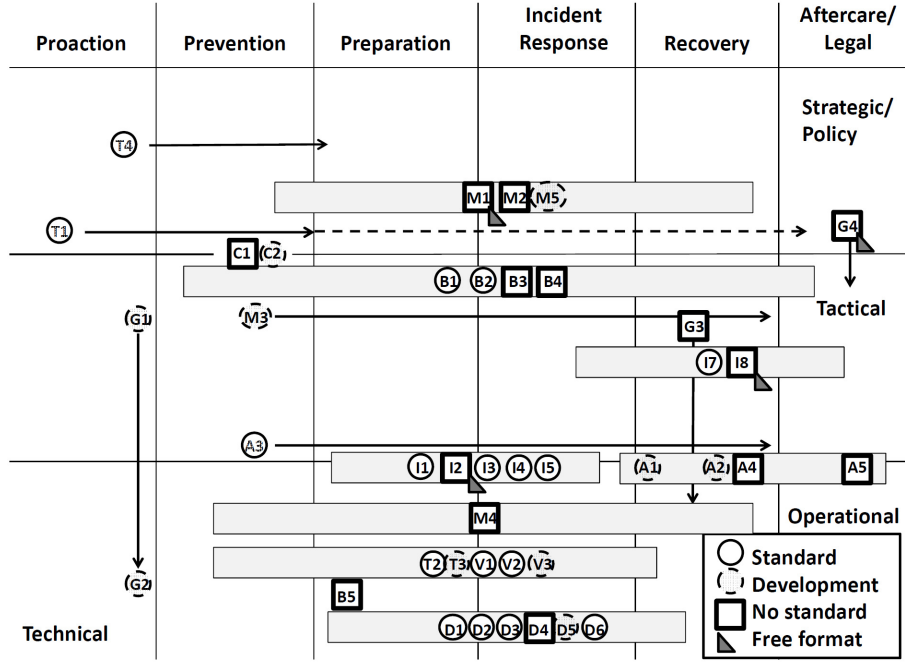 Proaction
Prevention
Preparation
Incident
Response
Recovery
Aftercare/
Legal
Strategic/
Policy
T4
M1
M2
M5
T1
G4
C1
C2
B1
B2
B3
B4
Tactical
G1
M3
G3
I7
I8
A3
I1
I2
I3
I4
I5
A1
A2
A4
A5
M4
Operational
T2
T3
V1
V2
V3
G2
B5
Technical
D1
D2
D3
D4
D5
D6
Standard
Development
No standard
Free format